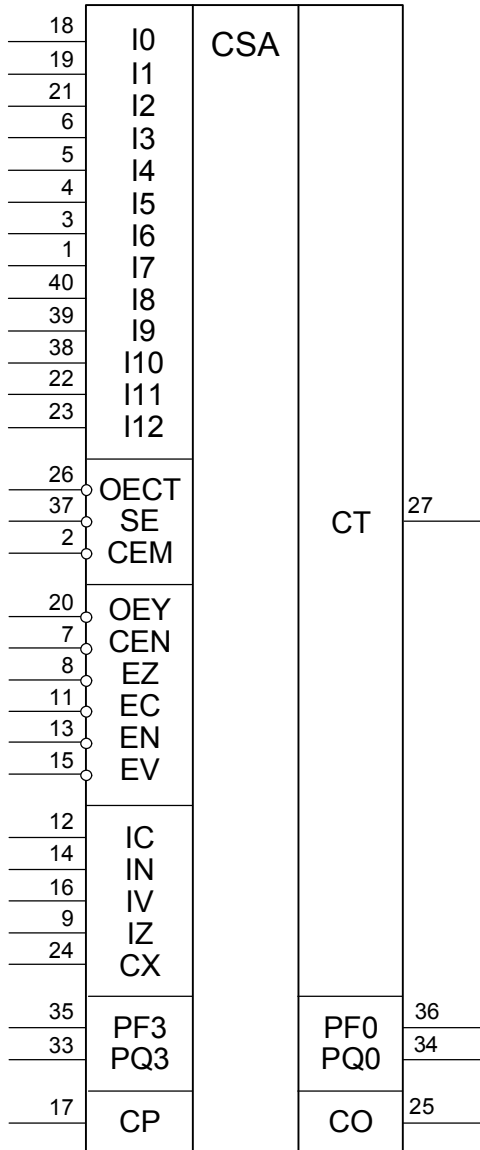 18 I0 CSA
19 I1
21 I2
6 I3
5 I4
4 I5
3 I6
1 I7
40 I8
39 I9
38 I10
22 I11
23 I12
26 OECT
37 SE CT 27
2 CEM
20 OEY
7 CEN
8 EZ
11 EC
13 EN
15 EV
12 IC
14 IN
16 IV
9 IZ
24 CX
35 PF3 PF0 36
33 PQ3 PQ0 34
17 CP CO 25